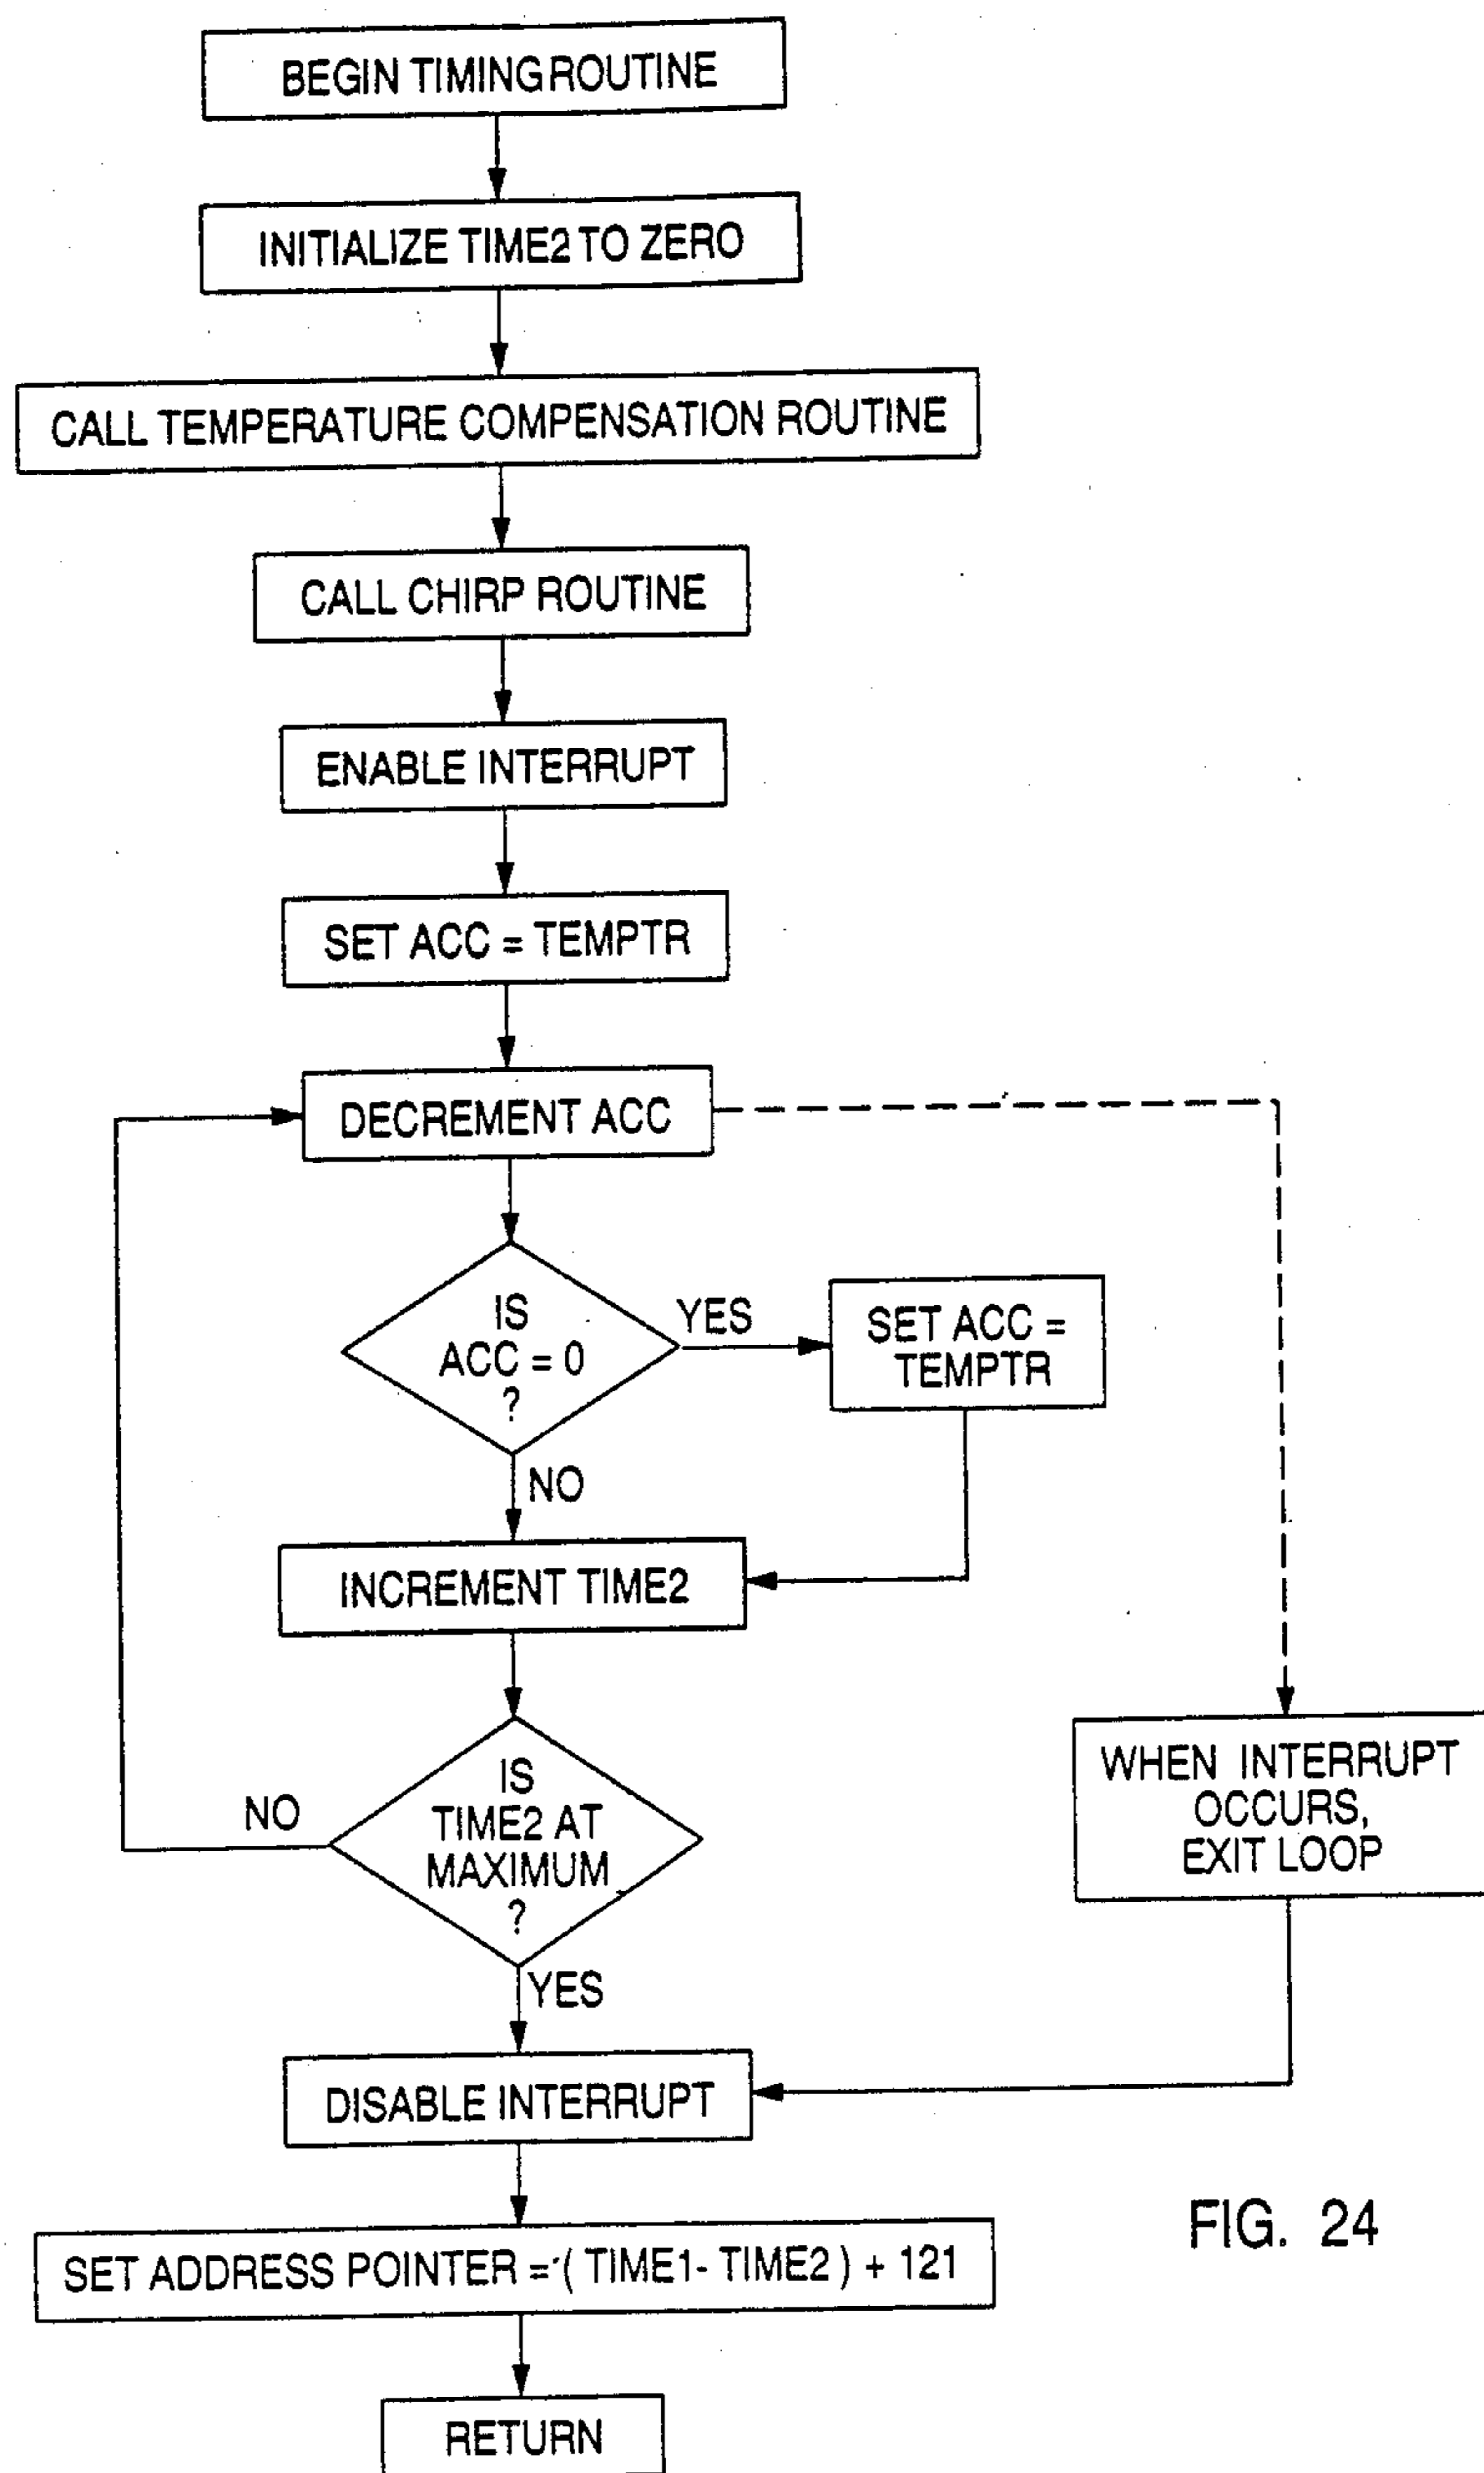 BEGIN TIMING ROUTINE
INITIALIZE TIME2 TO ZERO
CALL TEMPERATURE COMPENSATION ROUTINE
CALL CHIRP ROUTINE
ENABLE INTERRUPT
SET ACC = TEMPTR
DECREMENT ACC
IS
ACC = 0
?
YES
SET ACC =
TEMPTR
NO
INCREMENT TIME2
IS
TIME2 AT
MAXIMUM
?
NO
YES
WHEN INTERRUPT
OCCURS,
EXIT LOOP
DISABLE INTERRUPT
SET ADDRESS POINTER = ( TIME1- TIME2 ) + 121
RETURN
FIG. 24